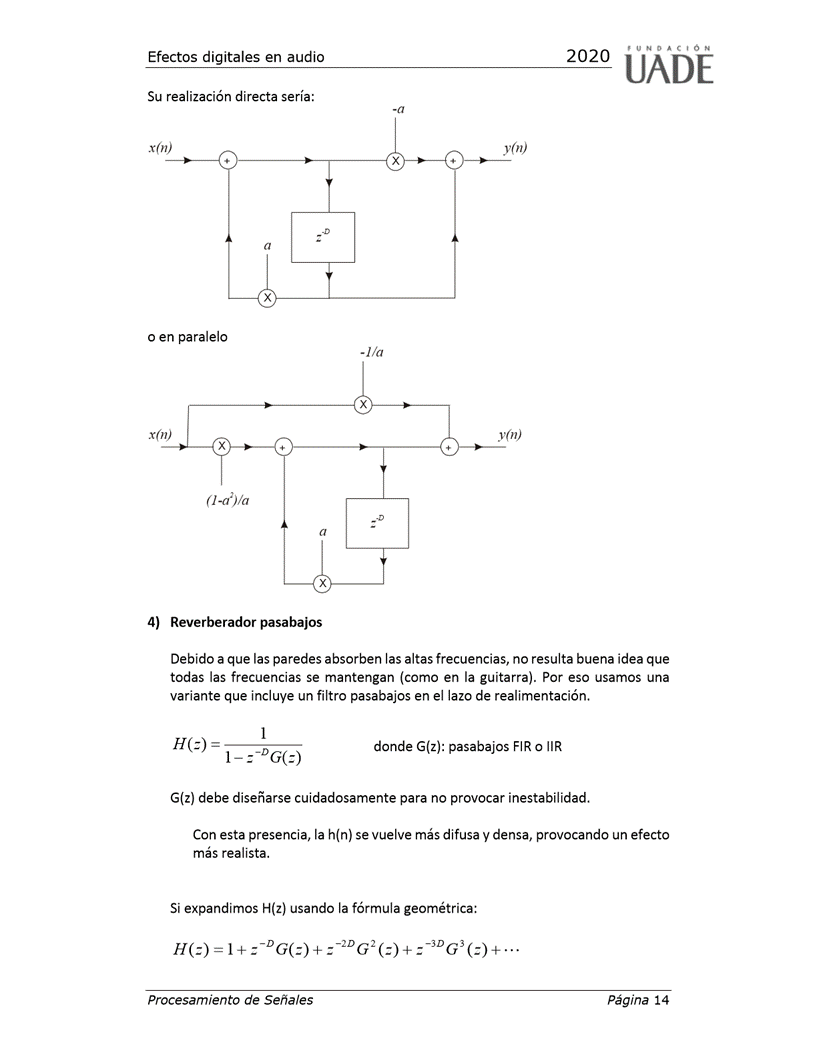 Efectos digitales en audio 2020 FUNDACIÓN UADE
Su realización directa sería:
-a
x(n) + X + y(n)
z^-D
a
X
o en paralelo
-1/a
X
x(n) X + + y(n)
(1-a²)/a
z^-D
a
X
4) Reverberador pasabajos
Debido a que las paredes absorben las altas frecuencias, no resulta buena idea que
todas las frecuencias se mantengan (como en la guitarra). Por eso usamos una
variante que incluye un filtro pasabajos en el lazo de realimentación.
H(z) = 1 / (1 − z^−D G(z)) donde G(z): pasabajos FIR o IIR
G(z) debe diseñarse cuidadosamente para no provocar inestabilidad.
Con esta presencia, la h(n) se vuelve más difusa y densa, provocando un efecto
más realista.
Si expandimos H(z) usando la fórmula geométrica:
H(z) = 1 + z^−D G(z) + z^−2D G²(z) + z^−3D G³(z) + ⋯
Procesamiento de Señales Página 14